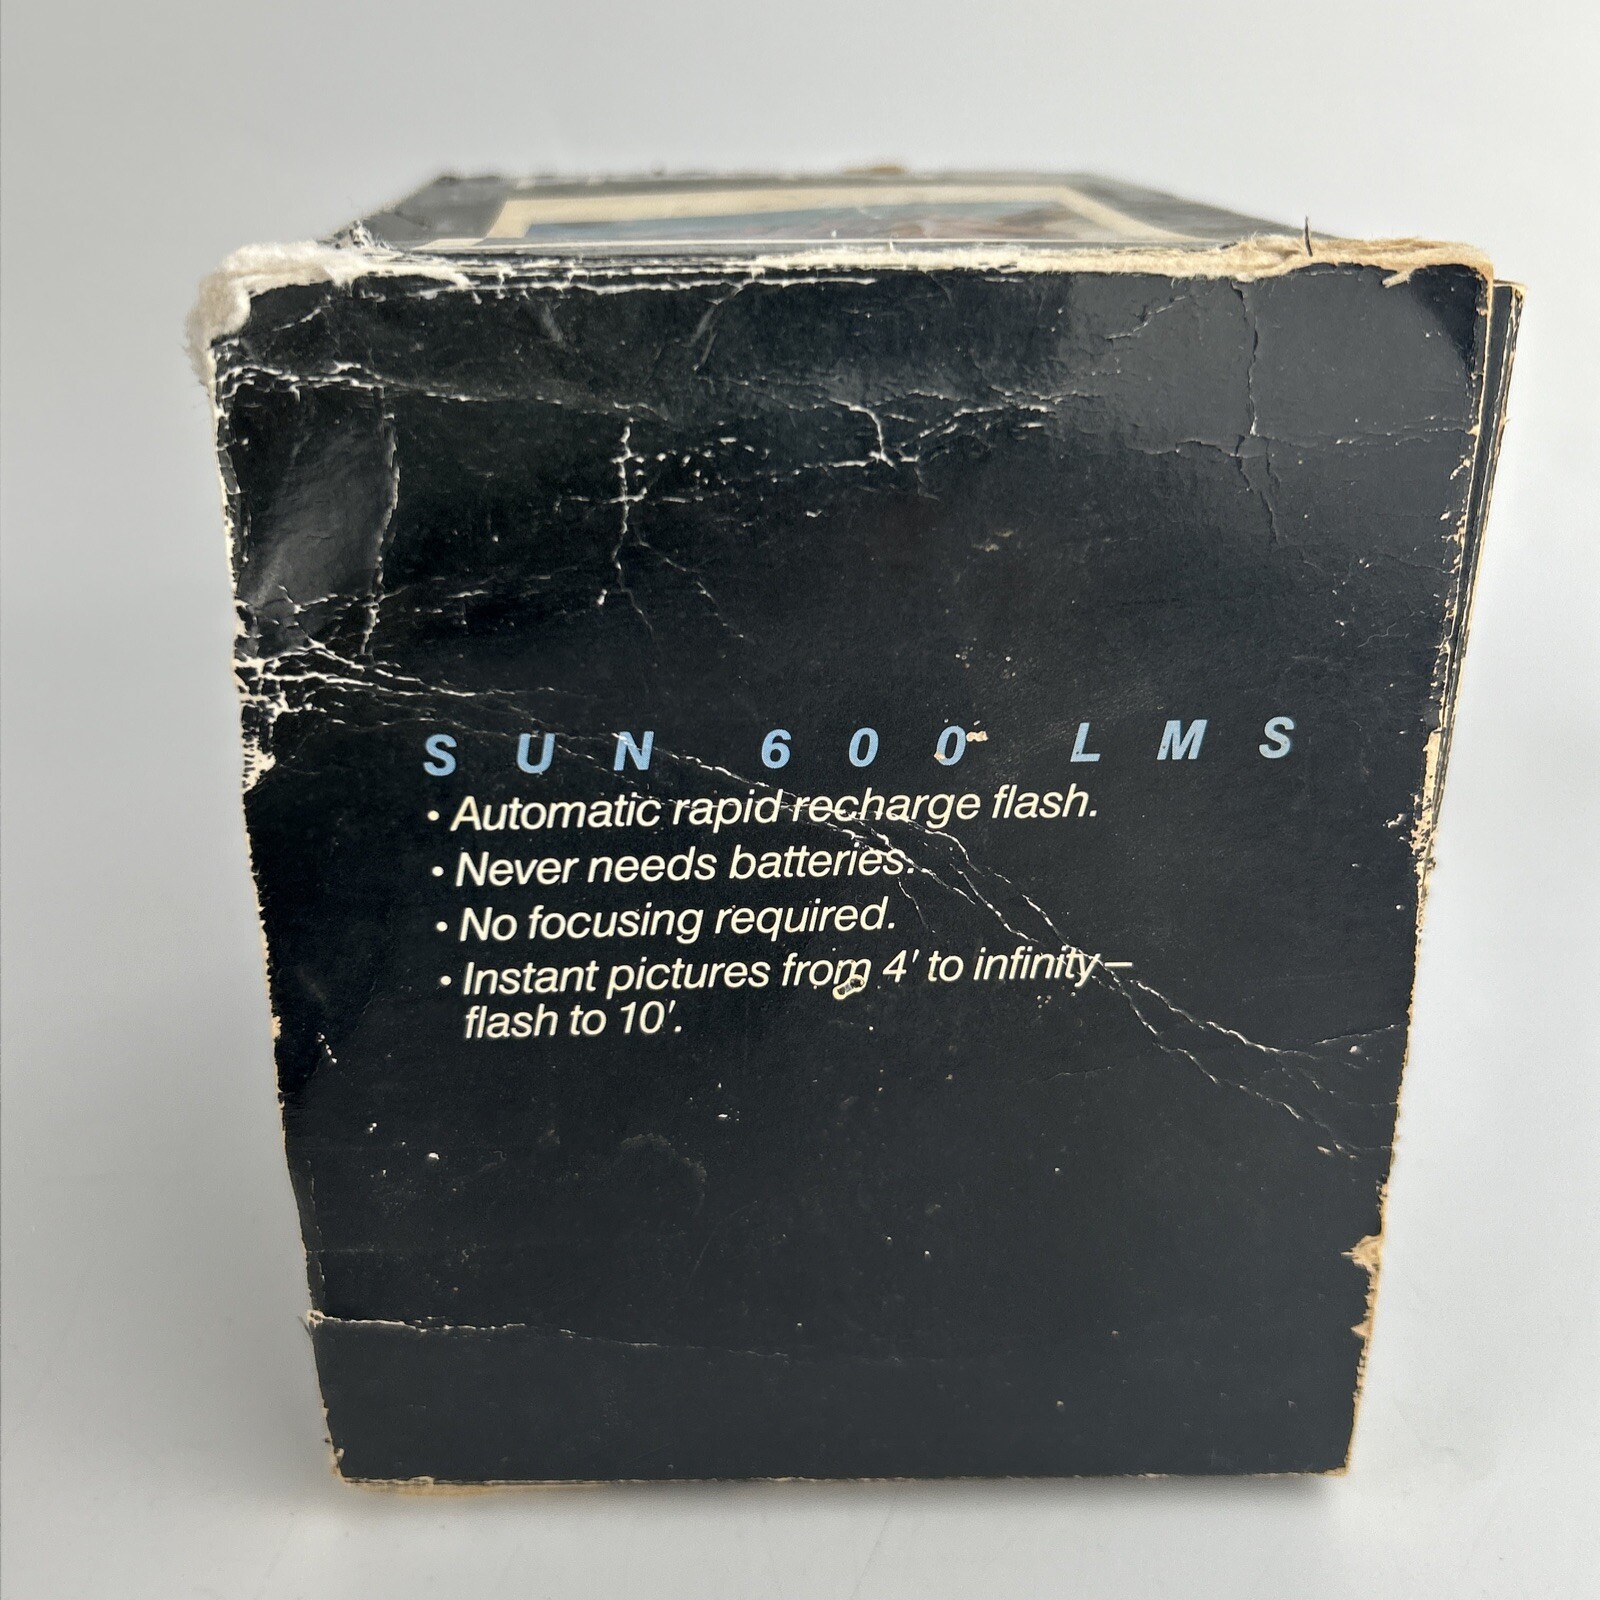 SUN 600 LMS
• Automatic rapid recharge flash.
• Never needs batteries.
• No focusing required.
• Instant pictures from 4' to infinity–
flash to 10'.